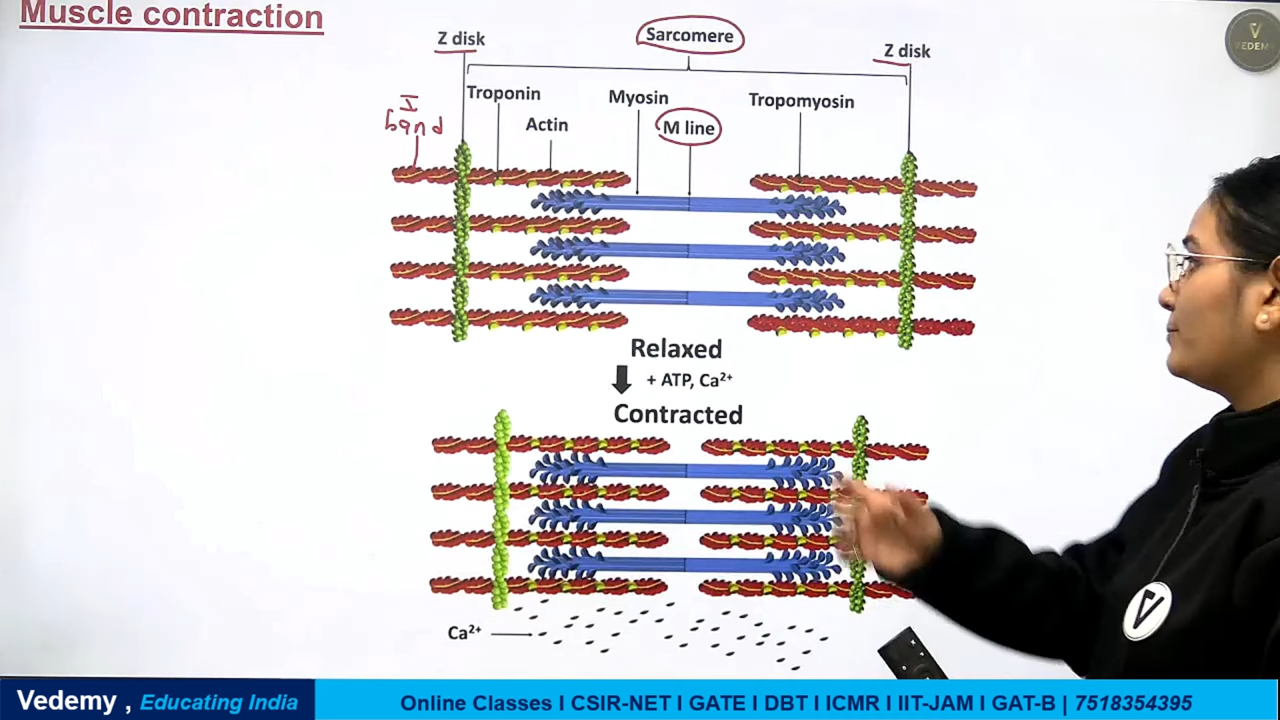 Muscle contraction
Z disk
Sarcomere
Z disk
Troponin
Myosin
Tropomyosin
Actin
M line
I
band
Relaxed
+ ATP, Ca²⁺
Contracted
Ca²⁺
VEDEM
Vedemy , Educating India
Online Classes I CSIR-NET I GATE I DBT I ICMR I IIT-JAM I GAT-B | 7518354395